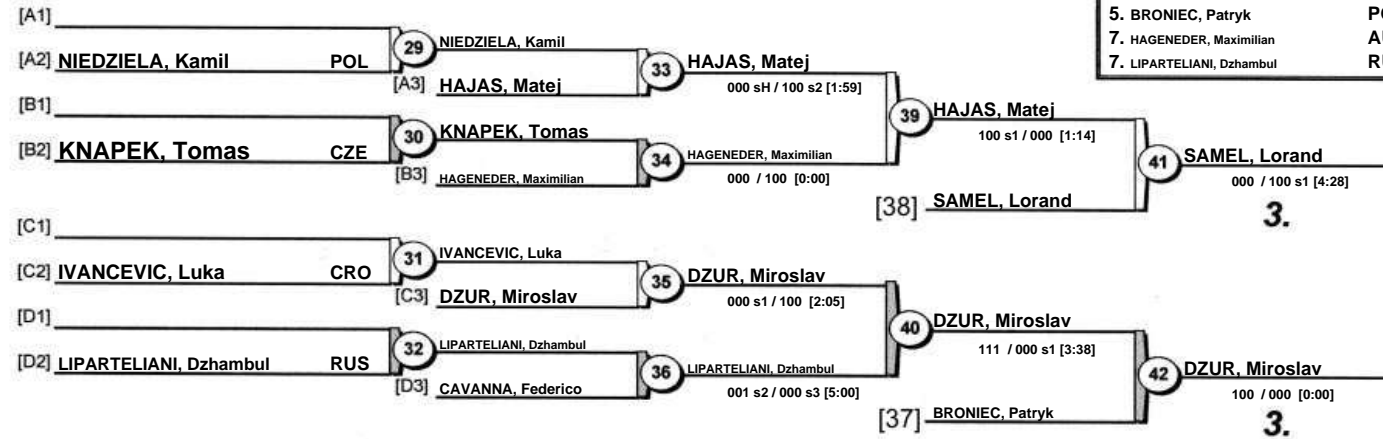 [A1]
[A2] NIEDZIELA, Kamil POL
29
NIEDZIELA, Kamil
[A3] HAJAS, Matej
33
HAJAS, Matej
000 sH / 100 s2 [1:59]
[B1]
[B2] KNAPEK, Tomas CZE
30
KNAPEK, Tomas
[B3] HAGENEDER, Maximilian
34
HAGENEDER, Maximilian
000 / 100 [0:00]
39
HAJAS, Matej
100 s1 / 000 [1:14]
[38] SAMEL, Lorand
41
SAMEL, Lorand
000 / 100 s1 [4:28]
3.
[C1]
[C2] IVANCEVIC, Luka CRO
31
IVANCEVIC, Luka
[C3] DZUR, Miroslav
35
DZUR, Miroslav
000 s1 / 100 [2:05]
[D1]
[D2] LIPARTELIANI, Dzhambul RUS
32
LIPARTELIANI, Dzhambul
[D3] CAVANNA, Federico
36
LIPARTELIANI, Dzhambul
001 s2 / 000 s3 [5:00]
40
DZUR, Miroslav
111 / 000 s1 [3:38]
[37] BRONIEC, Patryk
42
DZUR, Miroslav
100 / 000 [0:00]
3.
5. BRONIEC, Patryk
7. HAGENEDER, Maximilian
7. LIPARTELIANI, Dzhambul